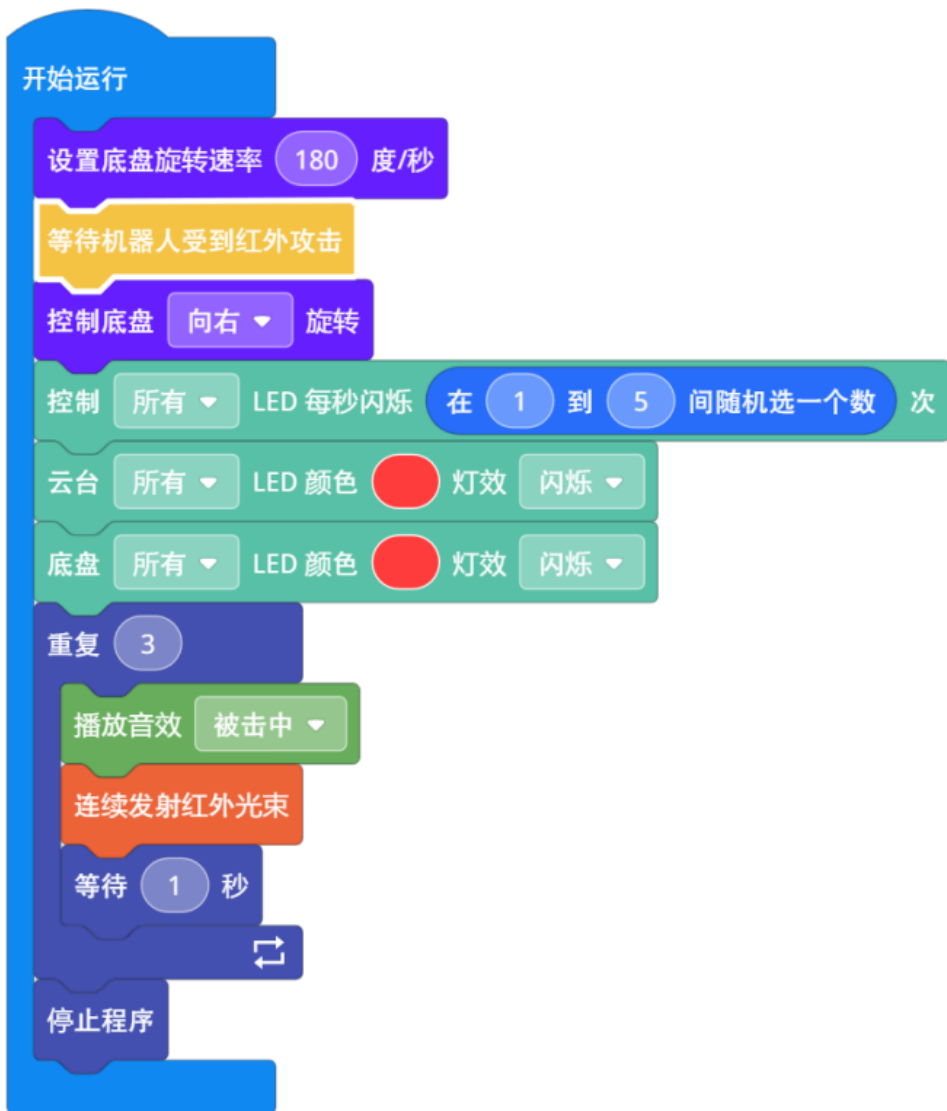 开始运行
设置底盘旋转速率 180 度/秒
等待机器人受到红外攻击
控制底盘 向右 旋转
控制 所有 LED 每秒闪烁 在 1 到 5 间随机选一个数 次
云台 所有 LED 颜色 灯效 闪烁
底盘 所有 LED 颜色 灯效 闪烁
重复 3
播放音效 被击中
连续发射红外光束
等待 1 秒
停止程序